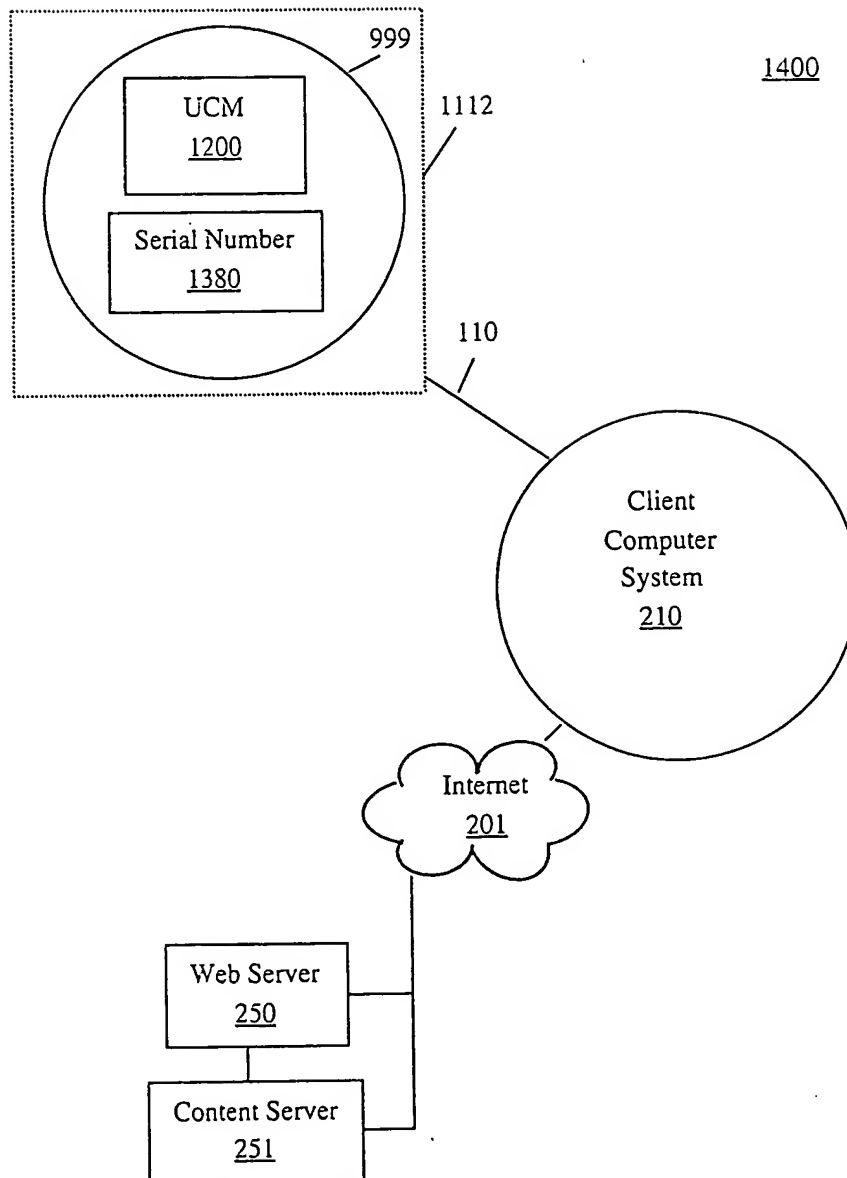 999
1400
UCM
1200
1112
Serial Number
1380
110
Client
Computer
System
210
Internet
201
Web Server
250
Content Server
251